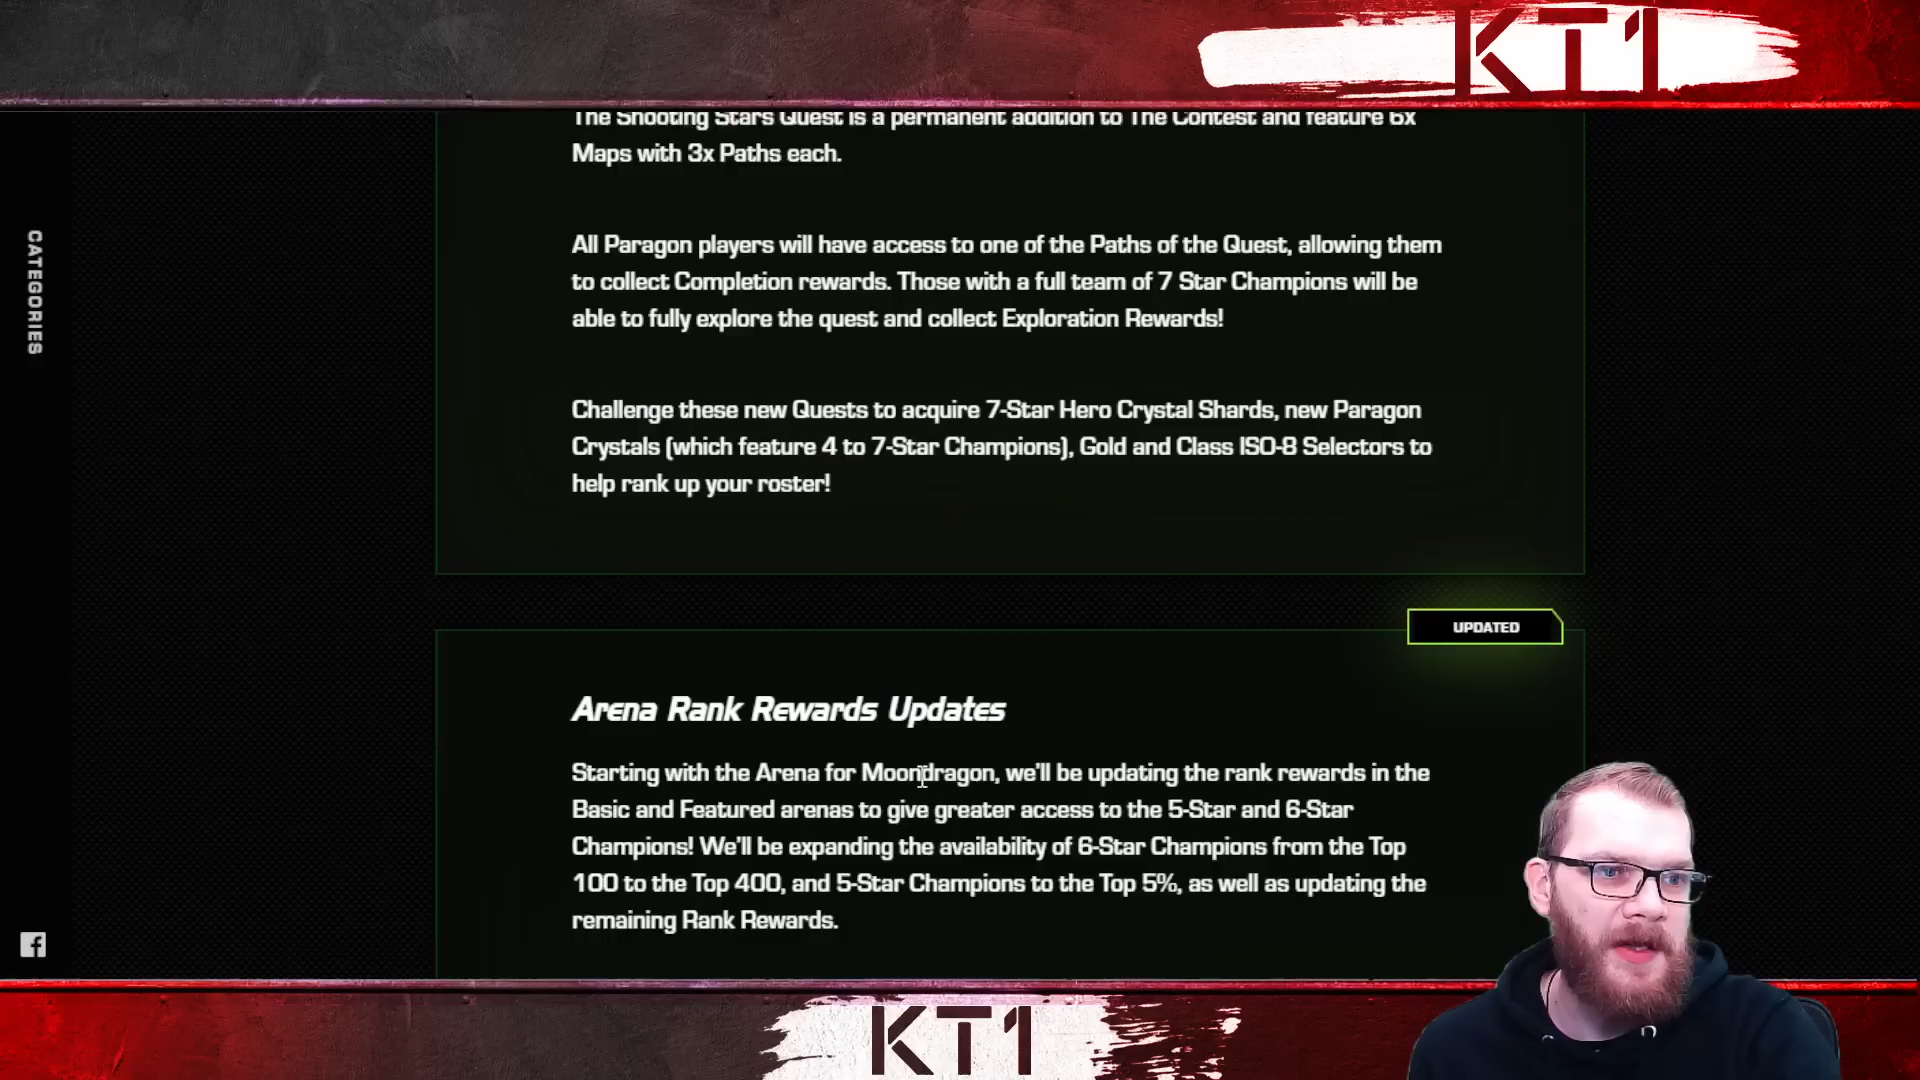 KT1
The Shooting Stars Quest is a permanent addition to The Contest and feature 6x
Maps with 3x Paths each.
All Paragon players will have access to one of the Paths of the Quest, allowing them
to collect Completion rewards. Those with a full team of 7 Star Champions will be
able to fully explore the quest and collect Exploration Rewards!
Challenge these new Quests to acquire 7-Star Hero Crystal Shards, new Paragon
Crystals (which feature 4 to 7-Star Champions), Gold and Class ISO-8 Selectors to
help rank up your roster!
CATEGORIES
UPDATED
Arena Rank Rewards Updates
Starting with the Arena for Moondragon, we'll be updating the rank rewards in the
Basic and Featured arenas to give greater access to the 5-Star and 6-Star
Champions! We'll be expanding the availability of 6-Star Champions from the Top
100 to the Top 400, and 5-Star Champions to the Top 5%, as well as updating the
remaining Rank Rewards.
KT1